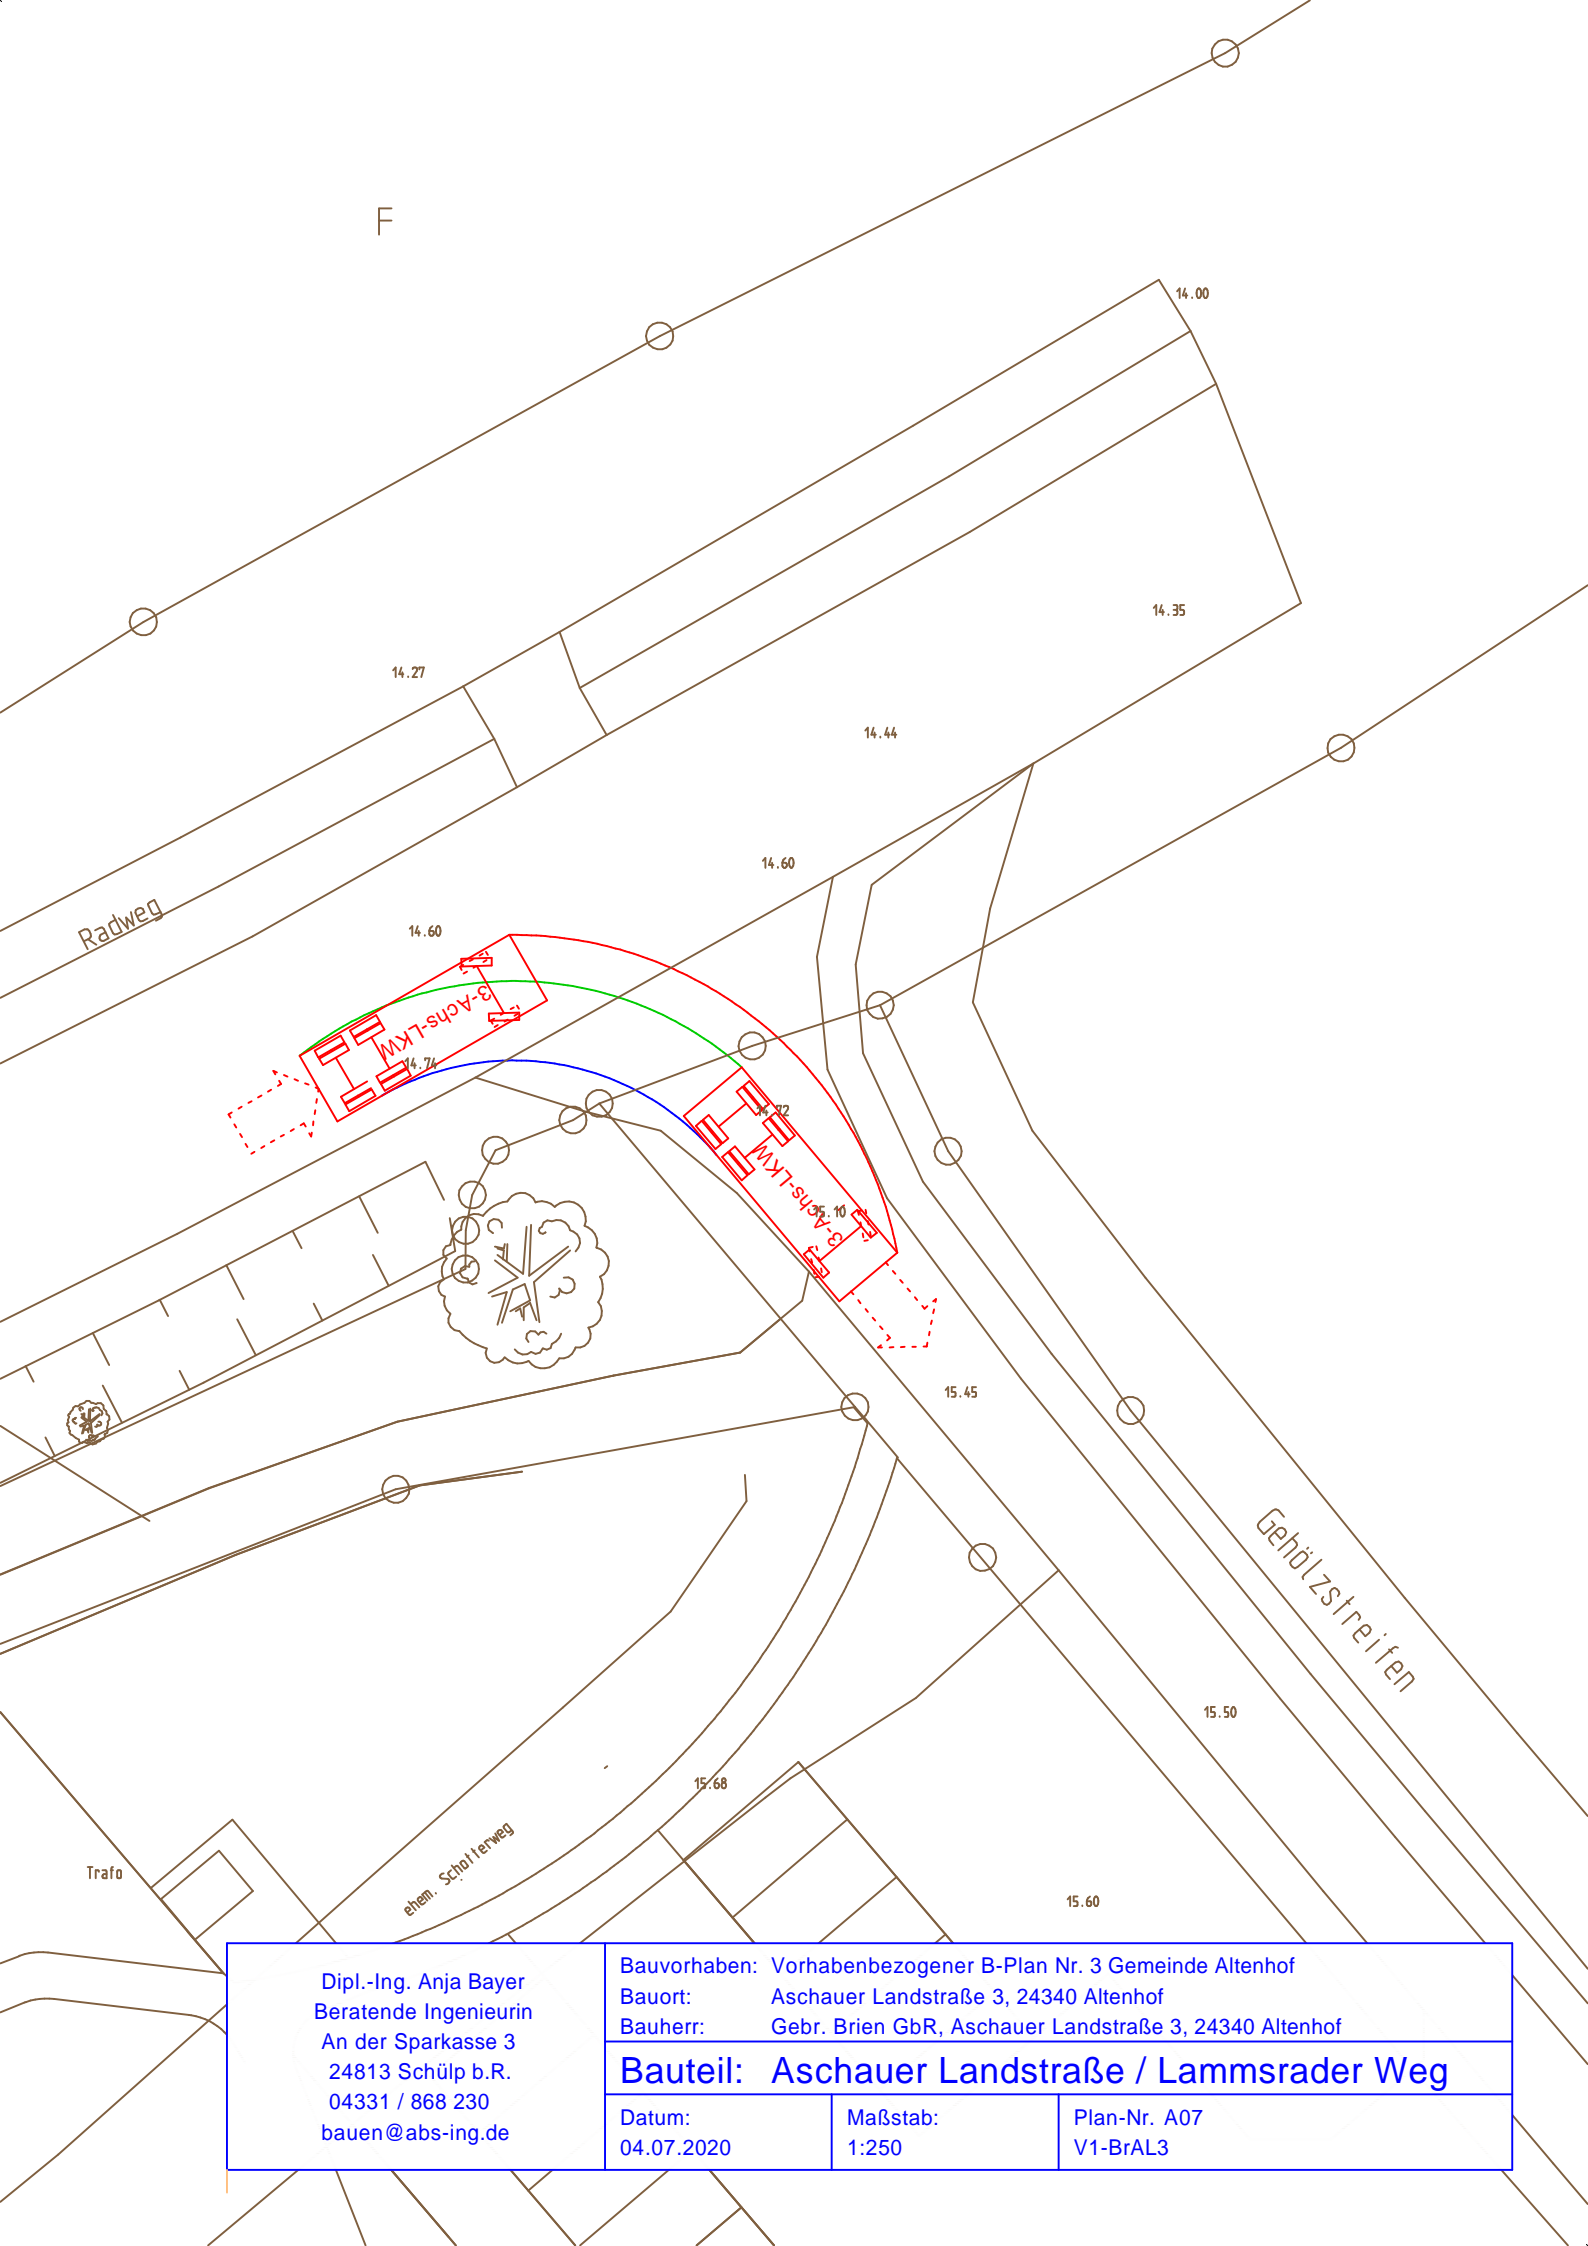 F
14.00
14.35
14.27
14.44
14.60
Radweg
14.60
3-Achs-LKW
14.74
14.72
3-Achs-LKW
15.10
15.45
Gehölzstreifen
15.50
15.68
ehem. Schotterweg
Trafo
15.60
Dipl.-Ing. Anja Bayer
Beratende Ingenieurin
An der Sparkasse 3
24813 Schülp b.R.
04331 / 868 230
bauen@abs-ing.de
Bauvorhaben: Vorhabenbezogener B-Plan Nr. 3 Gemeinde Altenhof
Bauort: Aschauer Landstraße 3, 24340 Altenhof
Bauherr: Gebr. Brien GbR, Aschauer Landstraße 3, 24340 Altenhof
Bauteil: Aschauer Landstraße / Lammsrader Weg
Datum:
04.07.2020
Maßstab:
1:250
Plan-Nr. A07
V1-BrAL3